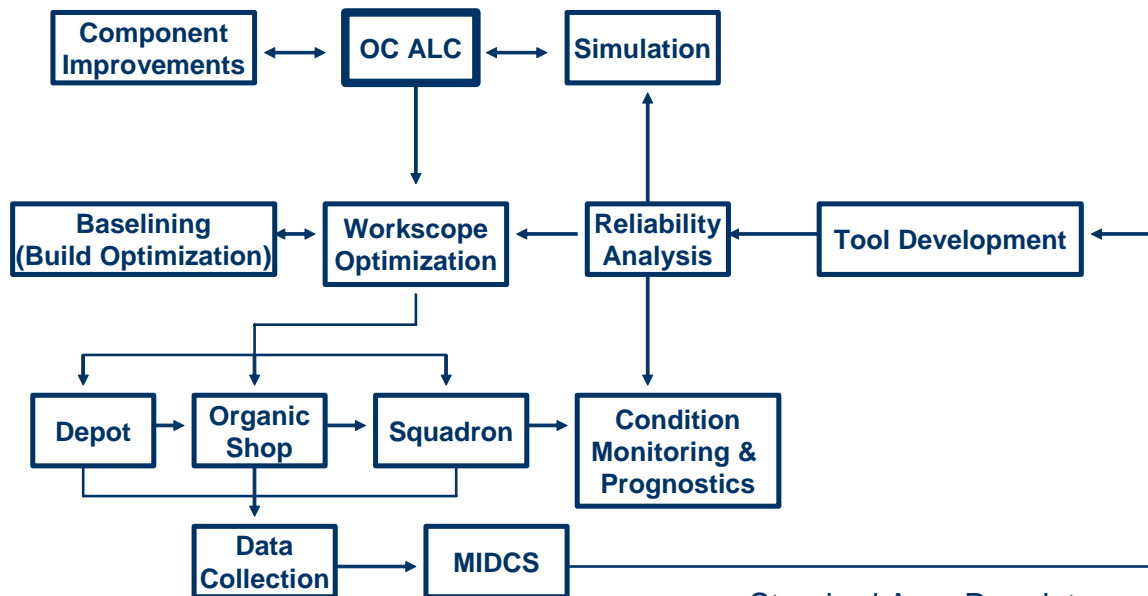 Component
Improvements
OC ALC
Simulation
Baselining
(Build Optimization)
Workscope
Optimization
Reliability
Analysis
Tool Development
Depot
Organic
Shop
Squadron
Condition
Monitoring &
Prognostics
Data
Collection
MIDCS